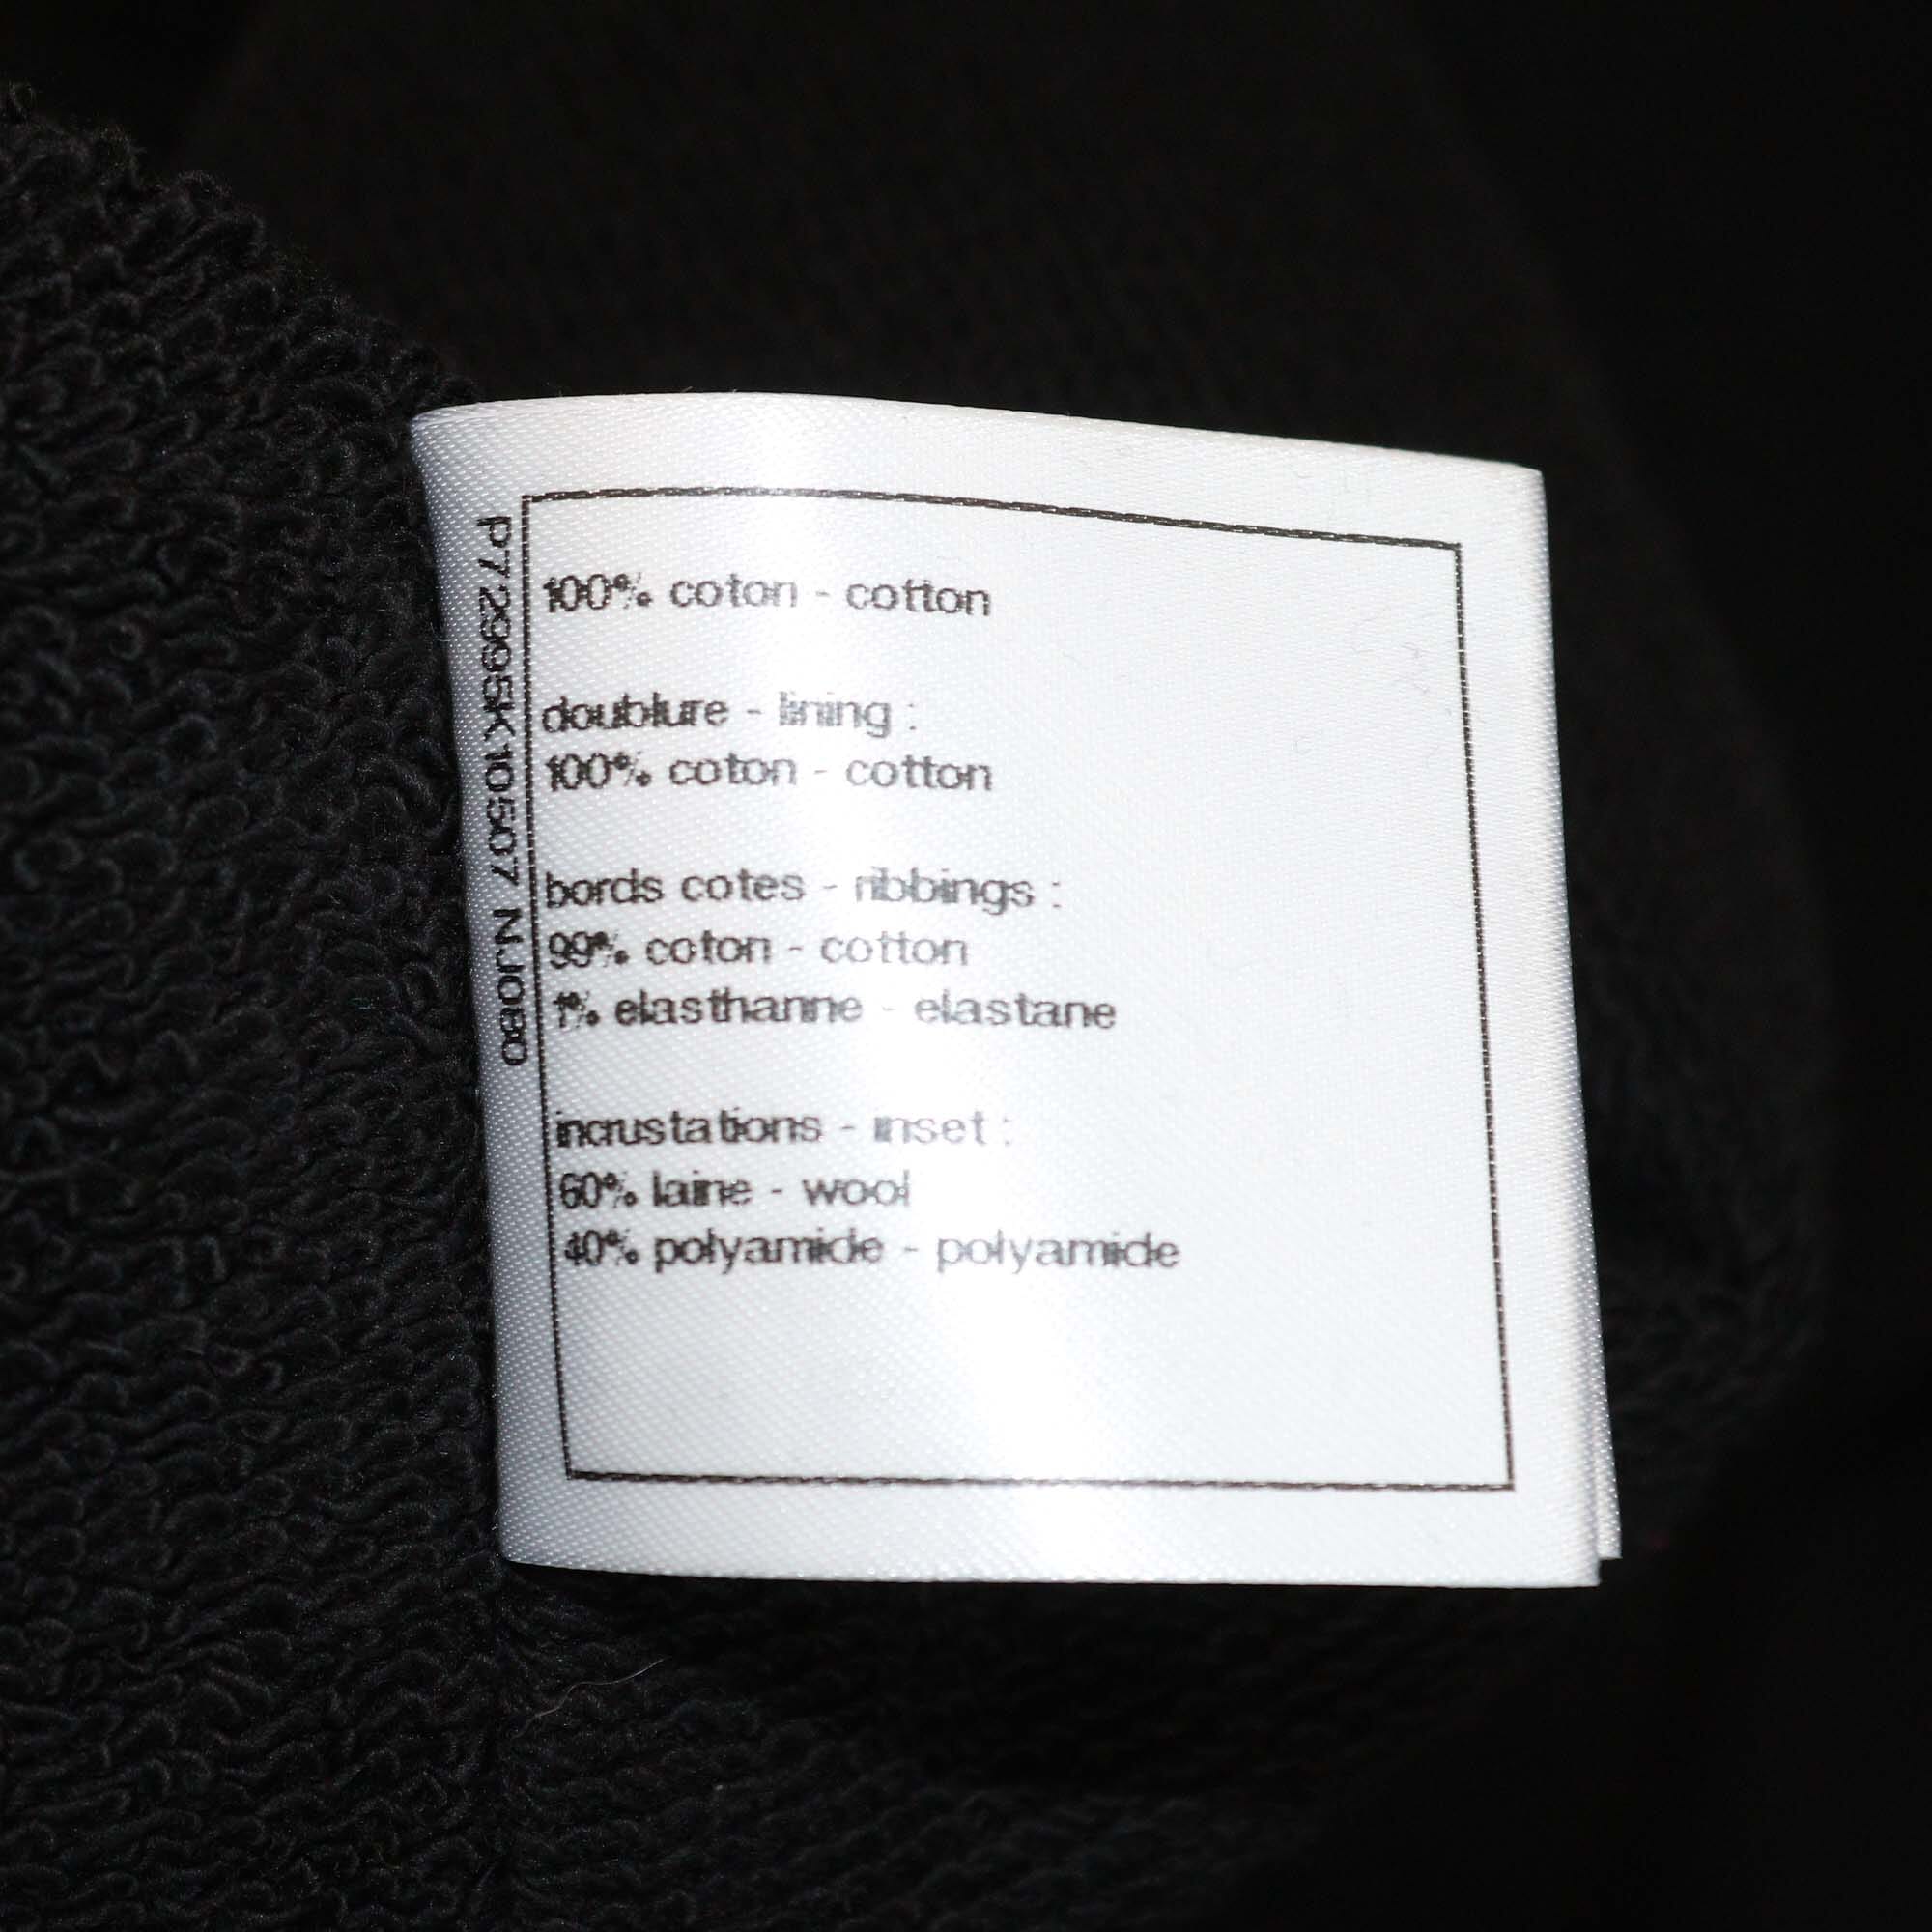 P72995K10507 NJ080
100% coton - cotton
doublure - lining :
100% coton - cotton
bords cotes - ribbings :
99% coton - cotton
1% elasthanne - elastane
incrustations - inset :
60% laine - wool
40% polyamide - polyamide